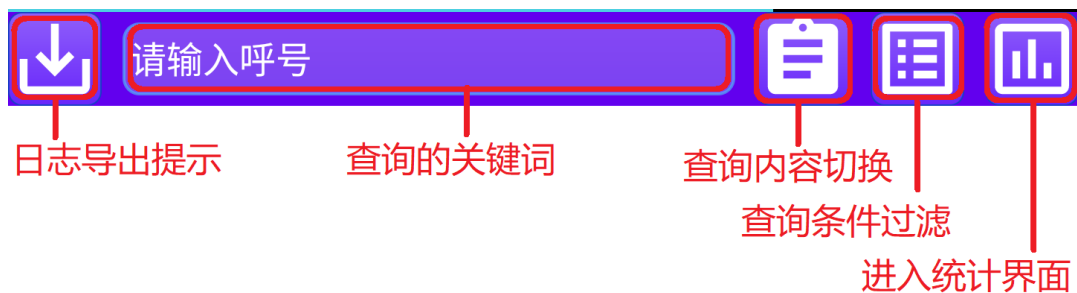 请输入呼号
日志导出提示
查询的关键词
查询内容切换
查询条件过滤
进入统计界面